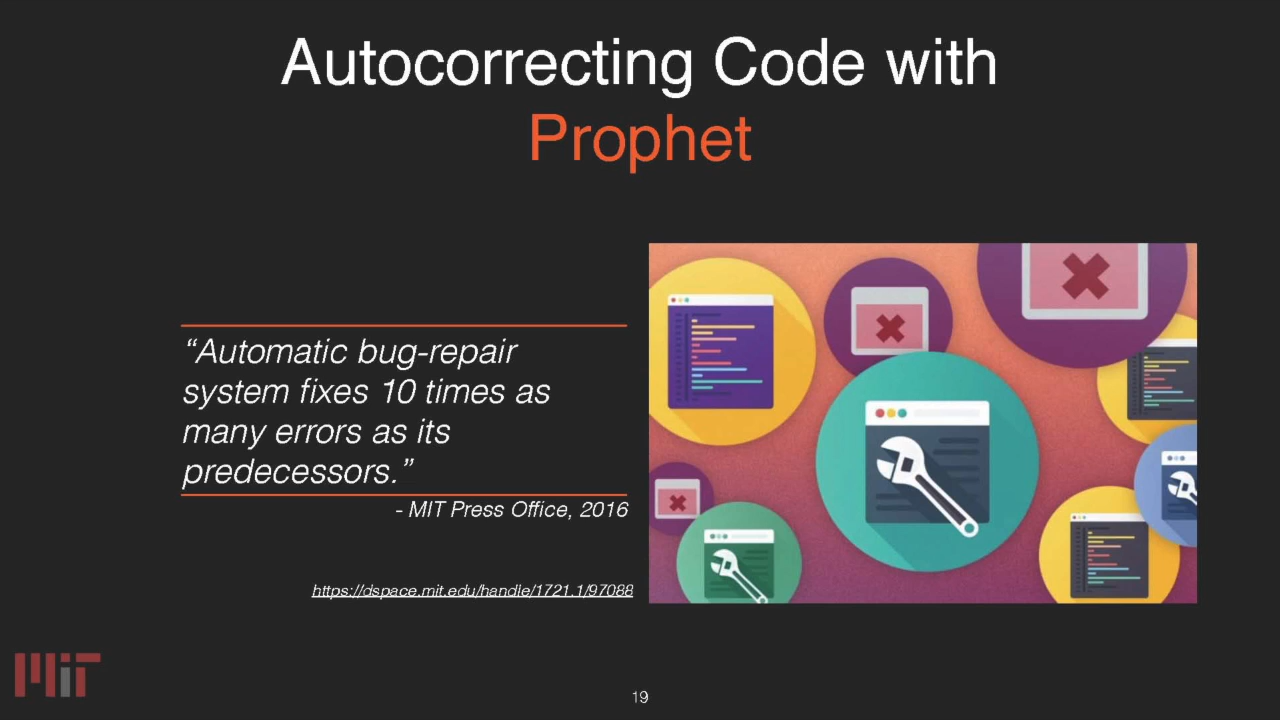 Autocorrecting Code with
Prophet
“Automatic bug-repair
system fixes 10 times as
many errors as its
predecessors.”
- MIT Press Office, 2016
https://dspace.mit.edu/handle/1721.1/97088
MIT
19